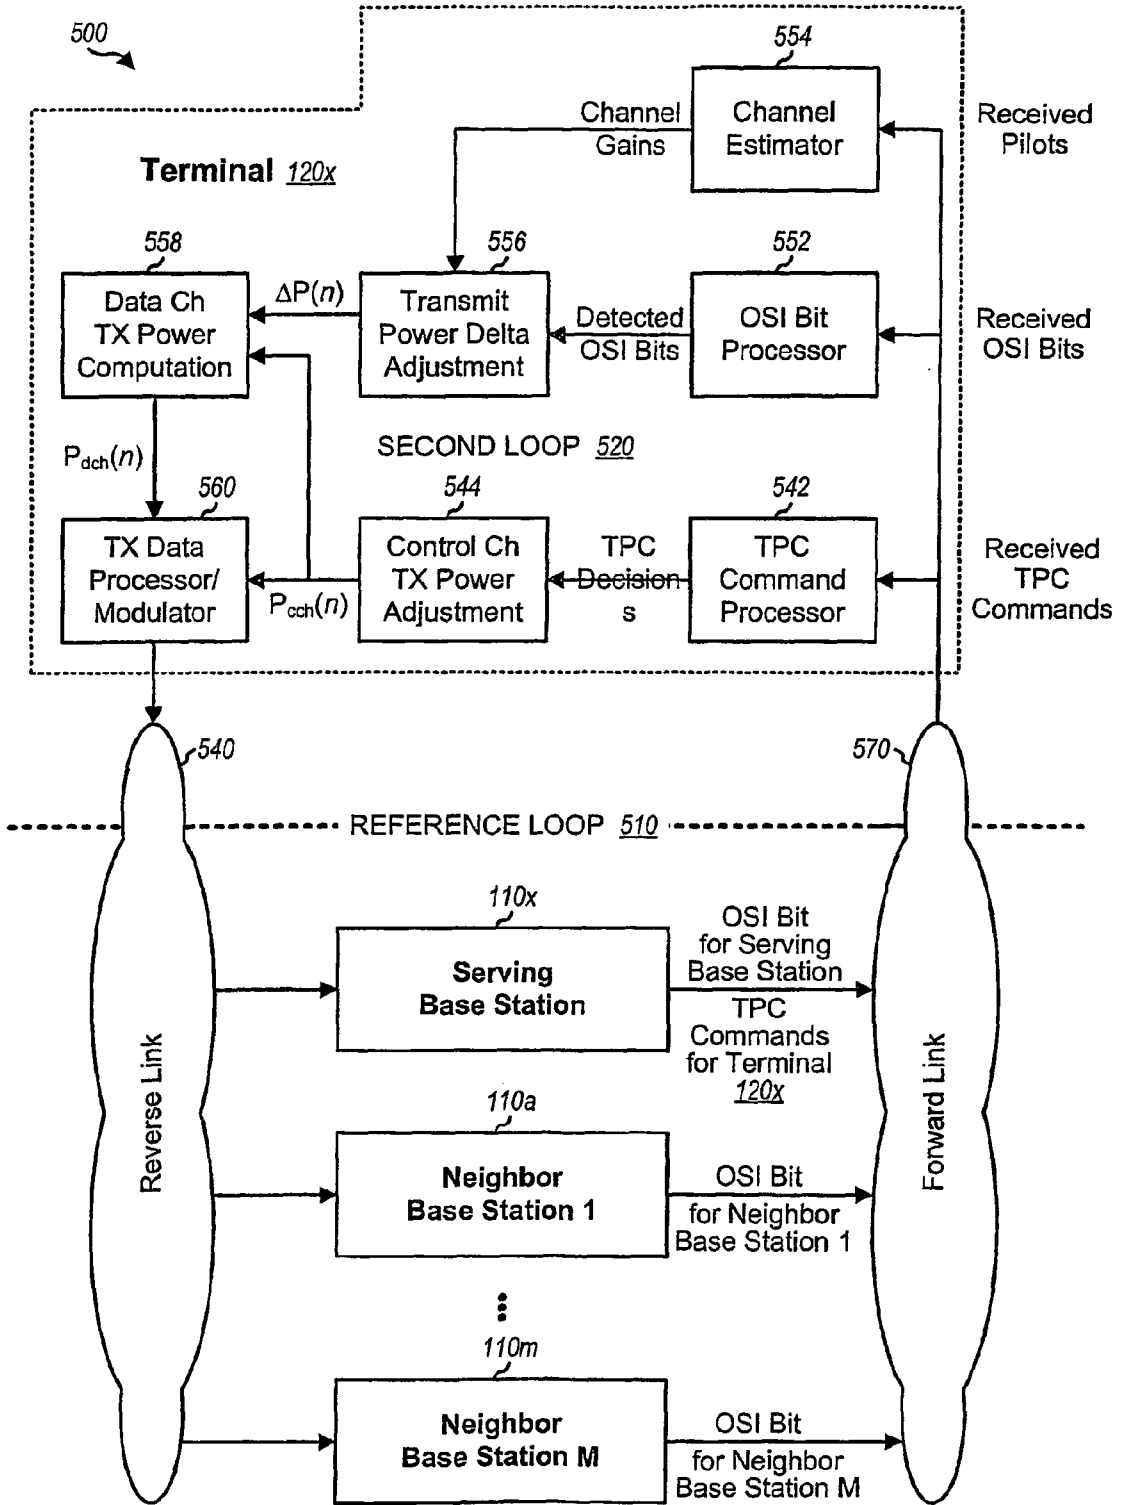 500
554
Channel
Gains
Channel
Estimator
Received
Pilots
Terminal 120x
558
556
552
Data Ch
TX Power
Computation
ΔP(n)
Transmit
Power Delta
Adjustment
Detected
OSI Bits
OSI Bit
Processor
Received
OSI Bits
SECOND LOOP 520
Pdch(n)
560
544
542
TX Data
Processor/
Modulator
Pcch(n)
Control Ch
TX Power
Adjustment
TPC
Decision
s
TPC
Command
Processor
Received
TPC
Commands
540
570
REFERENCE LOOP 510
110x
Serving
Base Station
OSI Bit
for Serving
Base Station
TPC
Commands
for Terminal
120x
Reverse Link
Forward Link
110a
Neighbor
Base Station 1
OSI Bit
for Neighbor
Base Station 1
110m
Neighbor
Base Station M
OSI Bit
for Neighbor
Base Station M